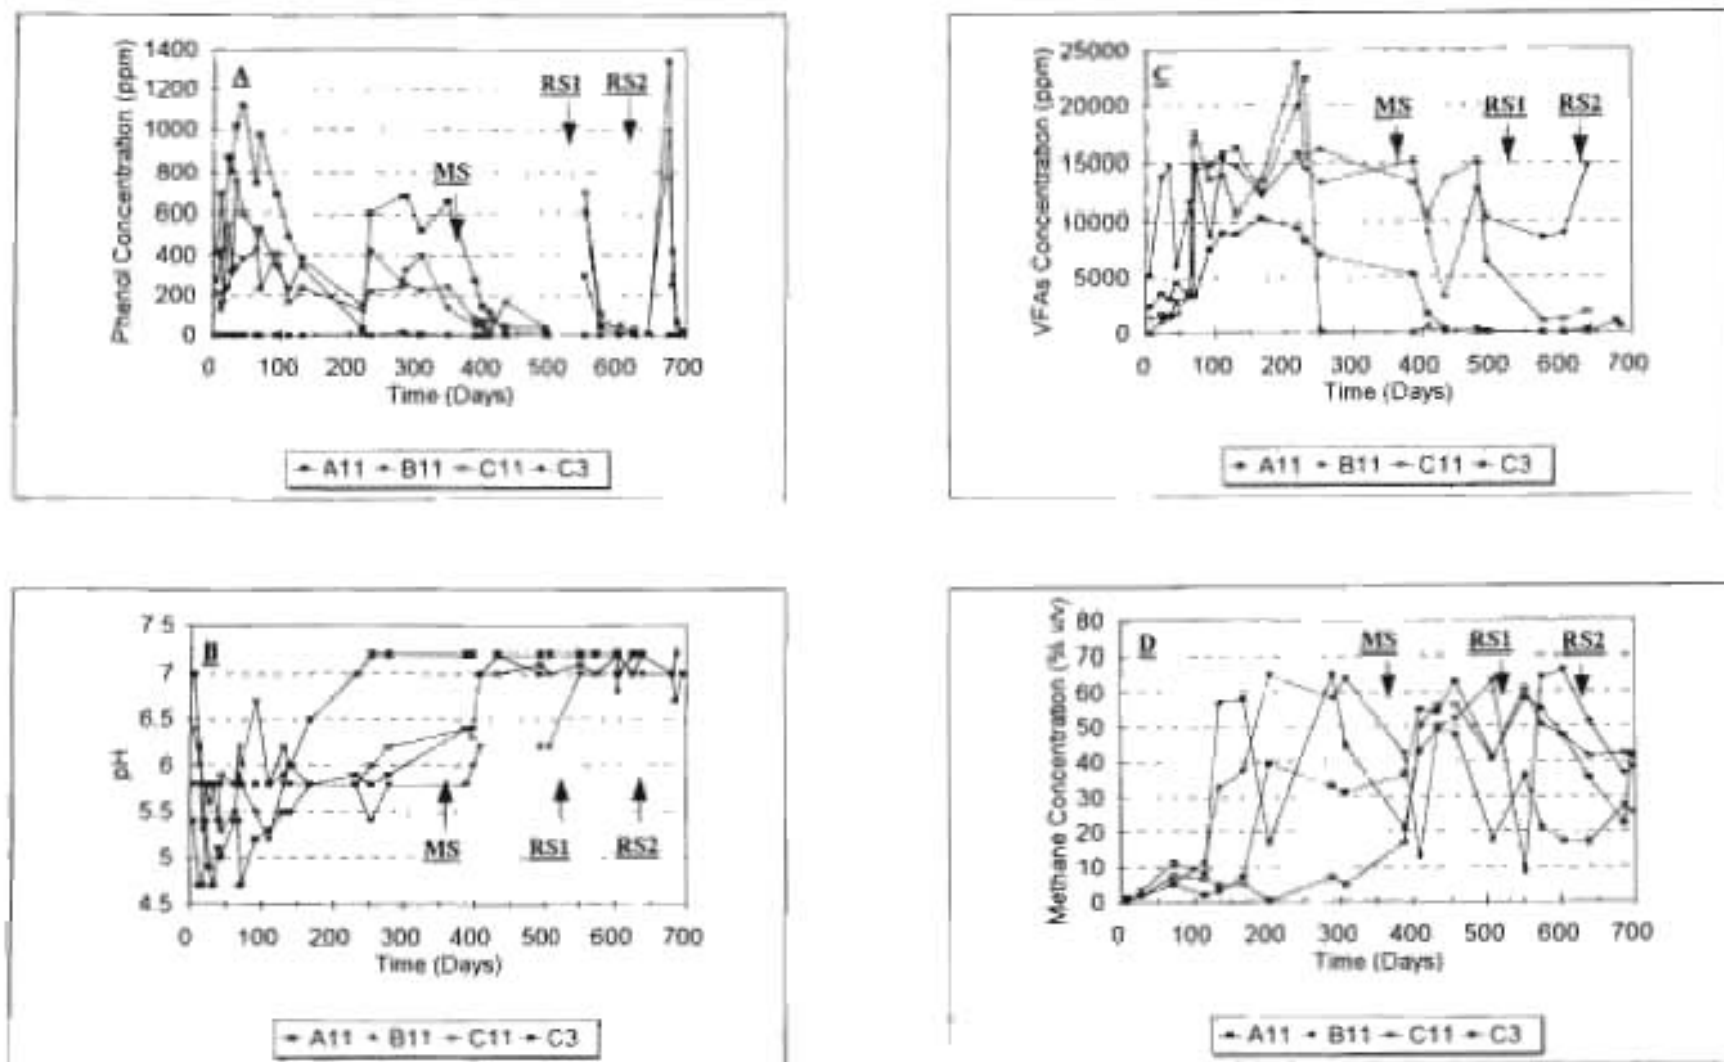 A
Phenol Concentration (ppm)
1400
1200
1000
800
600
400
200
0
RS1 RS2
MS
0 100 200 300 400 500 600 700
Time (Days)
A11 B11 C11 C3
C
VFAs Concentration (ppm)
25000
20000
15000
10000
5000
0
MS RS1 RS2
0 100 200 300 400 500 600 700
Time (Days)
A11 B11 C11 C3
B
pH
7.5
7
6.5
6
5.5
5
4.5
MS RS1 RS2
0 100 200 300 400 500 600 700
Time (Days)
A11 B11 C11 C3
D
Methane Concentration (% v/v)
80
70
60
50
40
30
20
10
0
MS RS1 RS2
0 100 200 300 400 500 600 700
Time (Days)
A11 B11 C11 C3